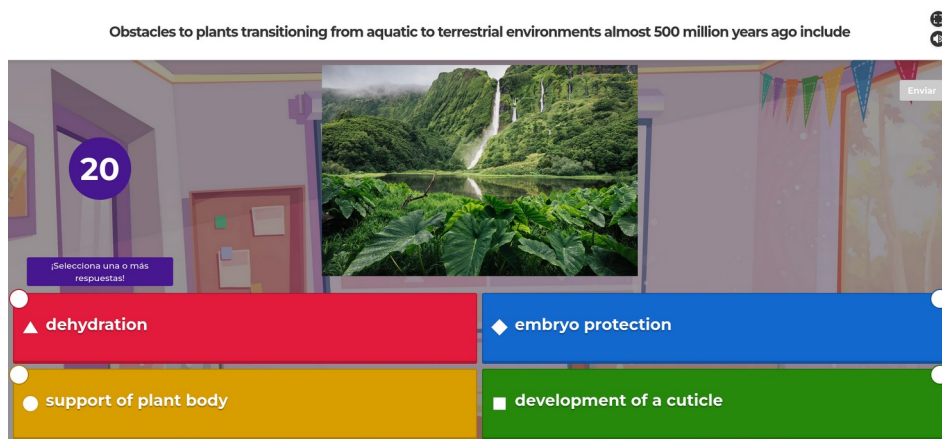 Obstacles to plants transitioning from aquatic to terrestrial environments almost 500 million years ago include
Enviar
20
¡Selecciona una o más
respuestas!
dehydration
embryo protection
support of plant body
development of a cuticle